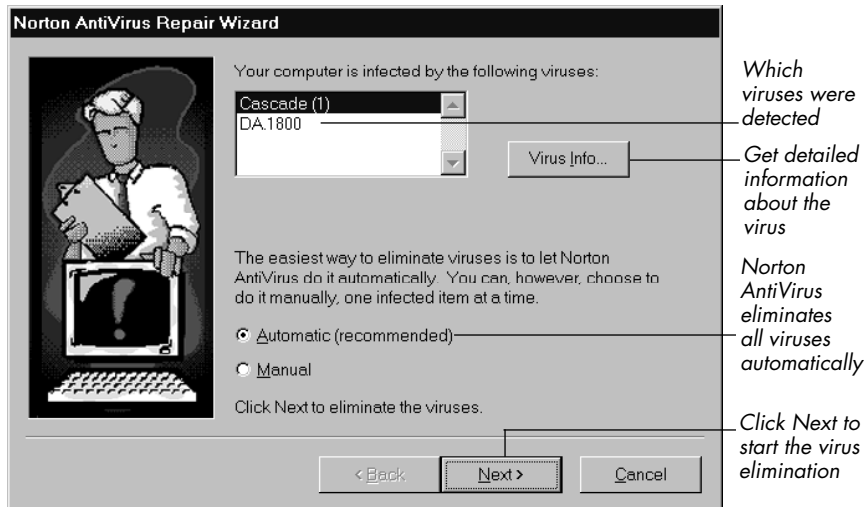 Norton AntiVirus Repair Wizard
Your computer is infected by the following viruses:
Cascade (1)
DA.1800
Virus Info...
The easiest way to eliminate viruses is to let Norton
AntiVirus do it automatically. You can, however, choose to
do it manually, one infected item at a time.
Automatic (recommended)
Manual
Click Next to eliminate the viruses.
< Back
Next >
Cancel
Which
viruses were
detected
Get detailed
information
about the
virus
Norton
AntiVirus
eliminates
all viruses
automatically
Click Next to
start the virus
elimination